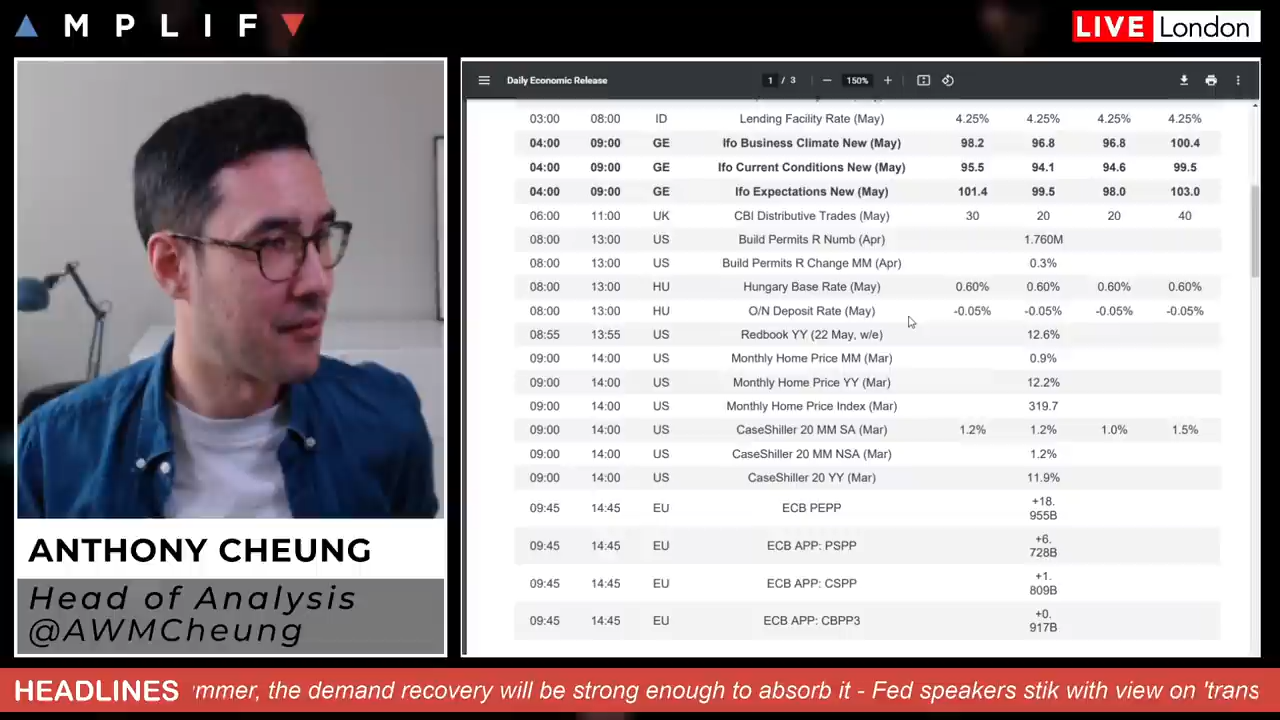 AMPLIFY
LIVE London
Daily Economic Release
1 / 3
150%
03:00 08:00 ID Lending Facility Rate (May) 4.25% 4.25% 4.25% 4.25%
04:00 09:00 GE Ifo Business Climate New (May) 98.2 96.8 96.8 100.4
04:00 09:00 GE Ifo Current Conditions New (May) 95.5 94.1 94.6 99.5
04:00 09:00 GE Ifo Expectations New (May) 101.4 99.5 98.0 103.0
06:00 11:00 UK CBI Distributive Trades (May) 30 20 20 40
08:00 13:00 US Build Permits R Numb (Apr) 1.760M
08:00 13:00 US Build Permits R Change MM (Apr) 0.3%
08:00 13:00 HU Hungary Base Rate (May) 0.60% 0.60% 0.60% 0.60%
08:00 13:00 HU O/N Deposit Rate (May) -0.05% -0.05% -0.05% -0.05%
08:55 13:55 US Redbook YY (22 May, w/e) 12.6%
09:00 14:00 US Monthly Home Price MM (Mar) 0.9%
09:00 14:00 US Monthly Home Price YY (Mar) 12.2%
09:00 14:00 US Monthly Home Price Index (Mar) 319.7
09:00 14:00 US CaseShiller 20 MM SA (Mar) 1.2% 1.2% 1.0% 1.5%
09:00 14:00 US CaseShiller 20 MM NSA (Mar) 1.2%
09:00 14:00 US CaseShiller 20 YY (Mar) 11.9%
09:45 14:45 EU ECB PEPP +18.
955B
09:45 14:45 EU ECB APP: PSPP +6.
728B
09:45 14:45 EU ECB APP: CSPP +1.
809B
09:45 14:45 EU ECB APP: CBPP3 +0.
917B
ANTHONY CHEUNG
Head of Analysis
@AWMCheung
HEADLINES mmer, the demand recovery will be strong enough to absorb it - Fed speakers stik with view on 'trans